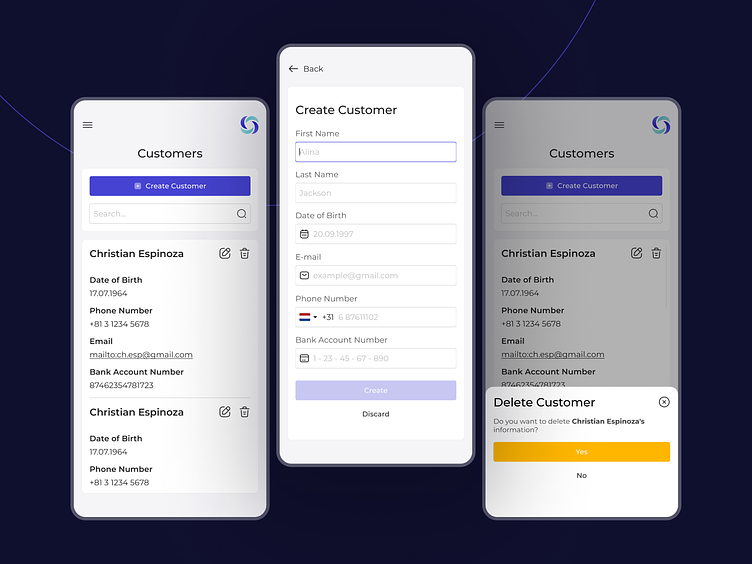 Customers
Create Customer
Search...
Christian Espinoza
Date of Birth
17.07.1964
Phone Number
+81 3 1234 5678
Email
mailto:ch.esp@gmail.com
Bank Account Number
87462354781723
Christian Espinoza
Date of Birth
17.07.1964
Phone Number
+81 3 1234 5678
Back
Create Customer
First Name
Alina
Last Name
Jackson
Date of Birth
20.09.1997
E-mail
example@gmail.com
Phone Number
+31 6 87611102
Bank Account Number
1 - 23 - 45 - 67 - 890
Create
Discard
Customers
Create Customer
Search...
Christian Espinoza
Date of Birth
17.07.1964
Phone Number
+81 3 1234 5678
Email
mailto:ch.esp@gmail.com
Bank Account Number
87462354781723
Delete Customer
Do you want to delete Christian Espinoza's
information?
Yes
No